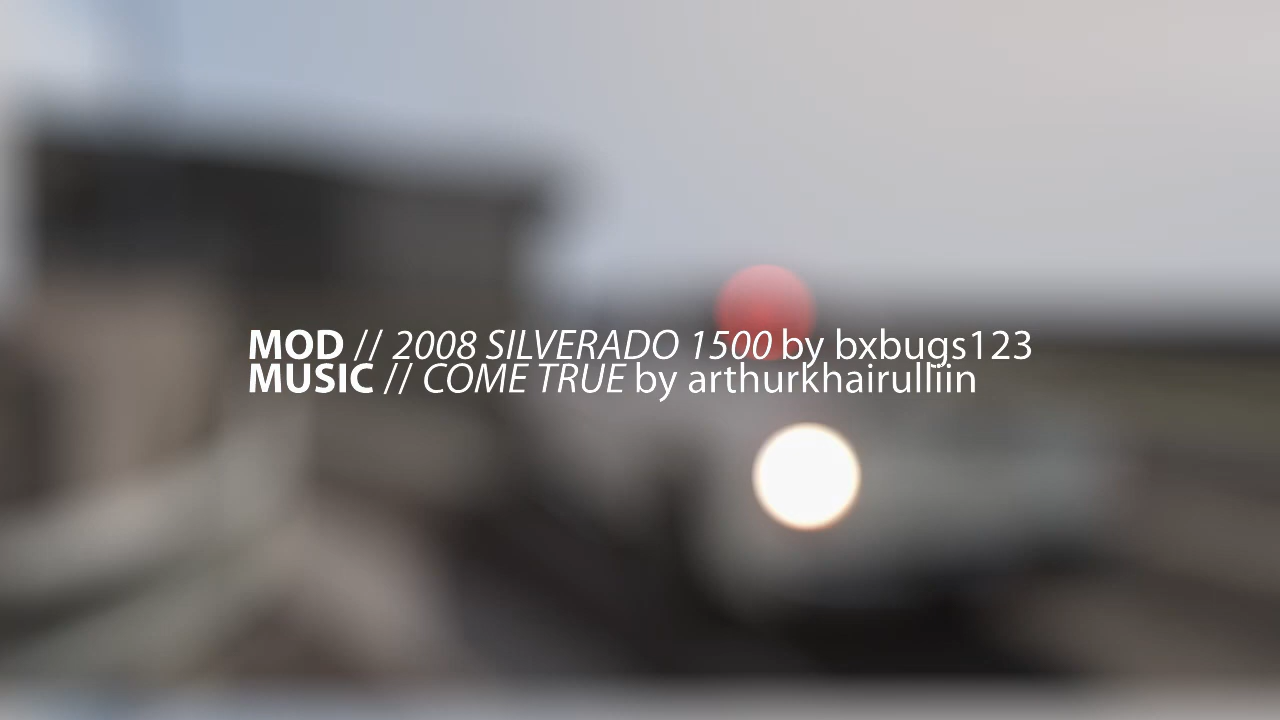 MOD // 2008 SILVERADO 1500 by bxbugs123
MUSIC // COME TRUE by arthurkhairulliin